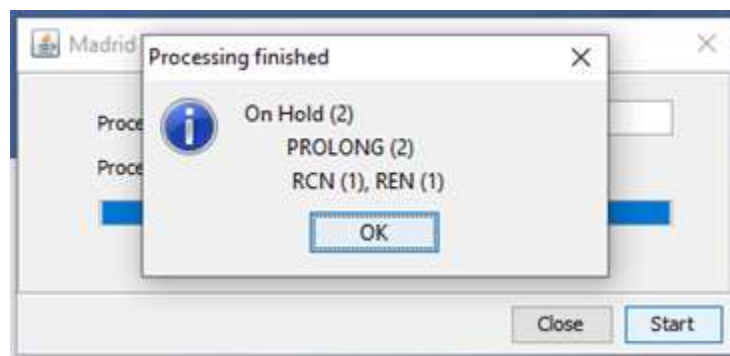 Madrid
Processing finished
On Hold (2)
PROLONG (2)
RCN (1), REN (1)
Proce
Proce
OK
Close
Start